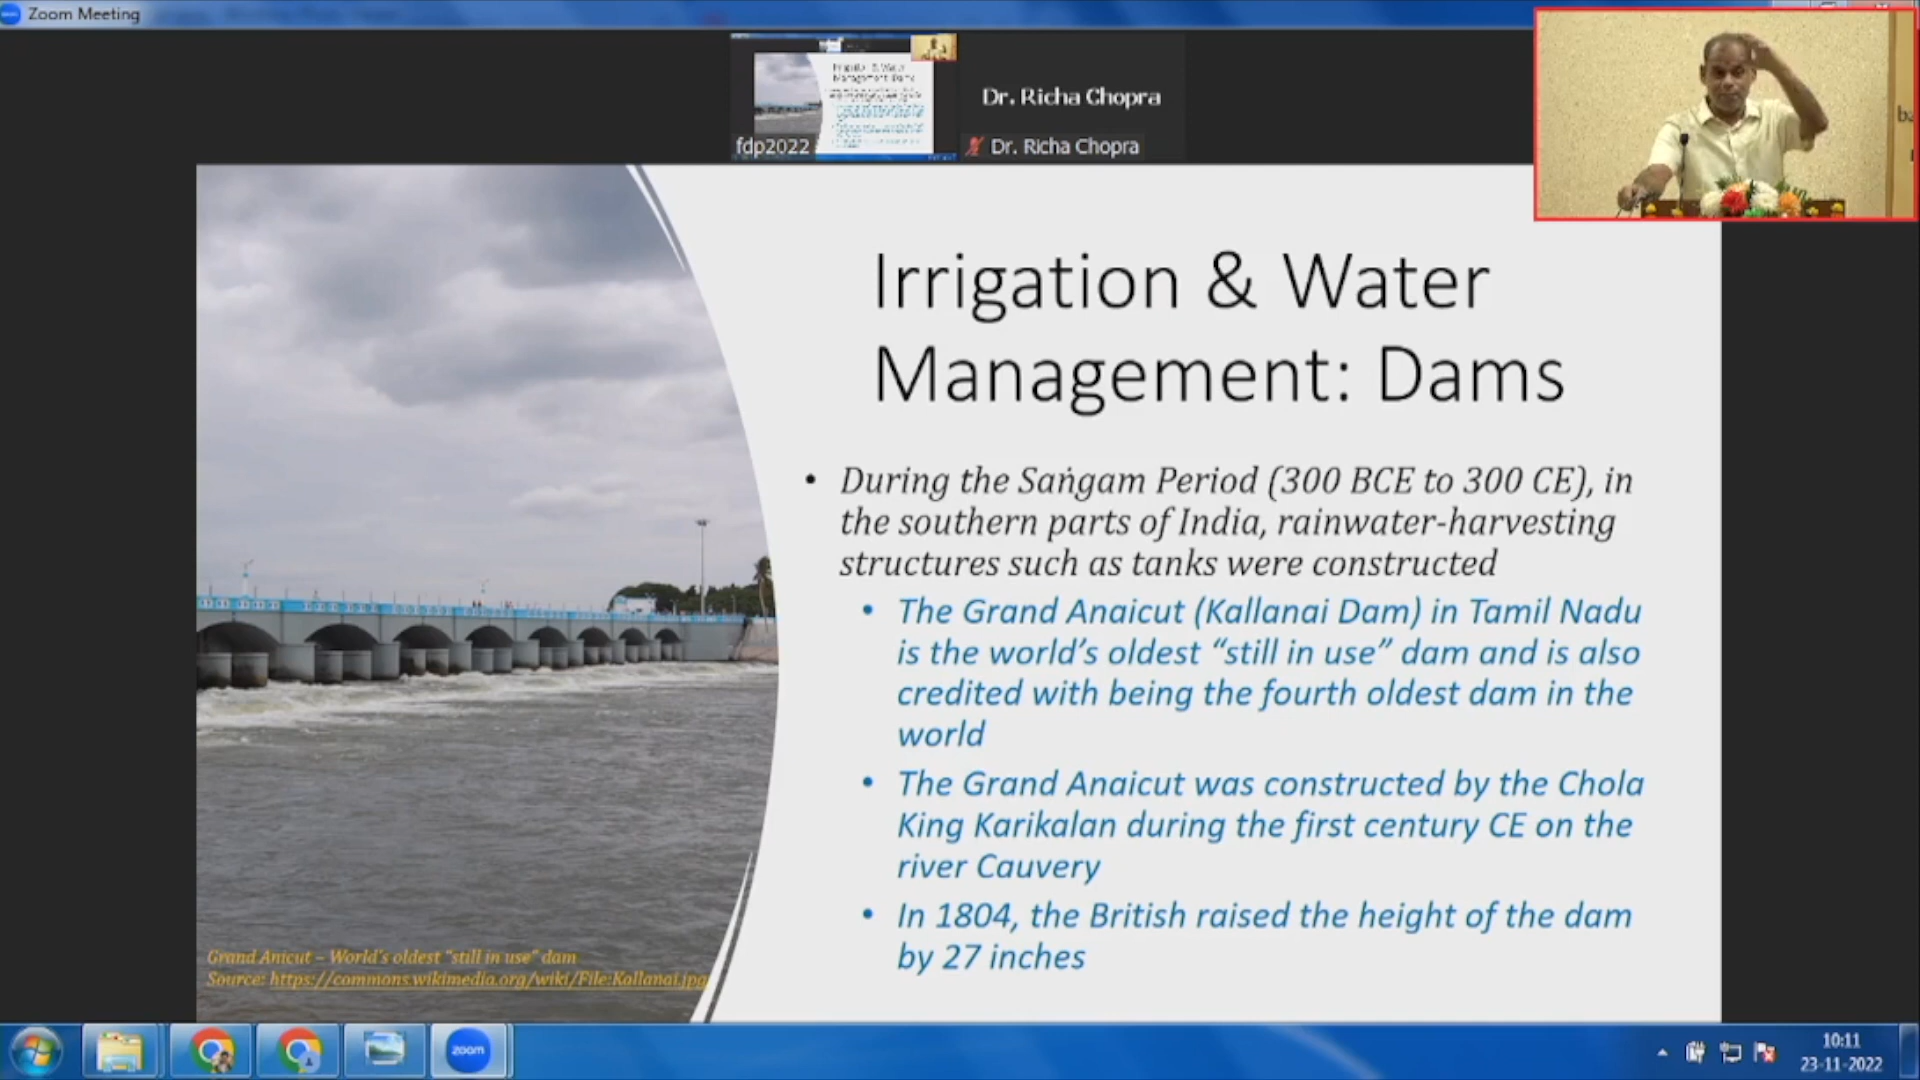 Zoom Meeting
Irrigation & Water
Management: Dams
fdp2022
Dr. Richa Chopra
Dr. Richa Chopra
Irrigation & Water
Management: Dams
• During the Saṅgam Period (300 BCE to 300 CE), in
the southern parts of India, rainwater-harvesting
structures such as tanks were constructed
• The Grand Anaicut (Kallanai Dam) in Tamil Nadu
is the world’s oldest “still in use” dam and is also
credited with being the fourth oldest dam in the
world
• The Grand Anaicut was constructed by the Chola
King Karikalan during the first century CE on the
river Cauvery
• In 1804, the British raised the height of the dam
by 27 inches
Grand Anicut – World’s oldest “still in use” dam
Source: https://commons.wikimedia.org/wiki/File:Kallanai.jpg
zoom
10:11
23-11-2022